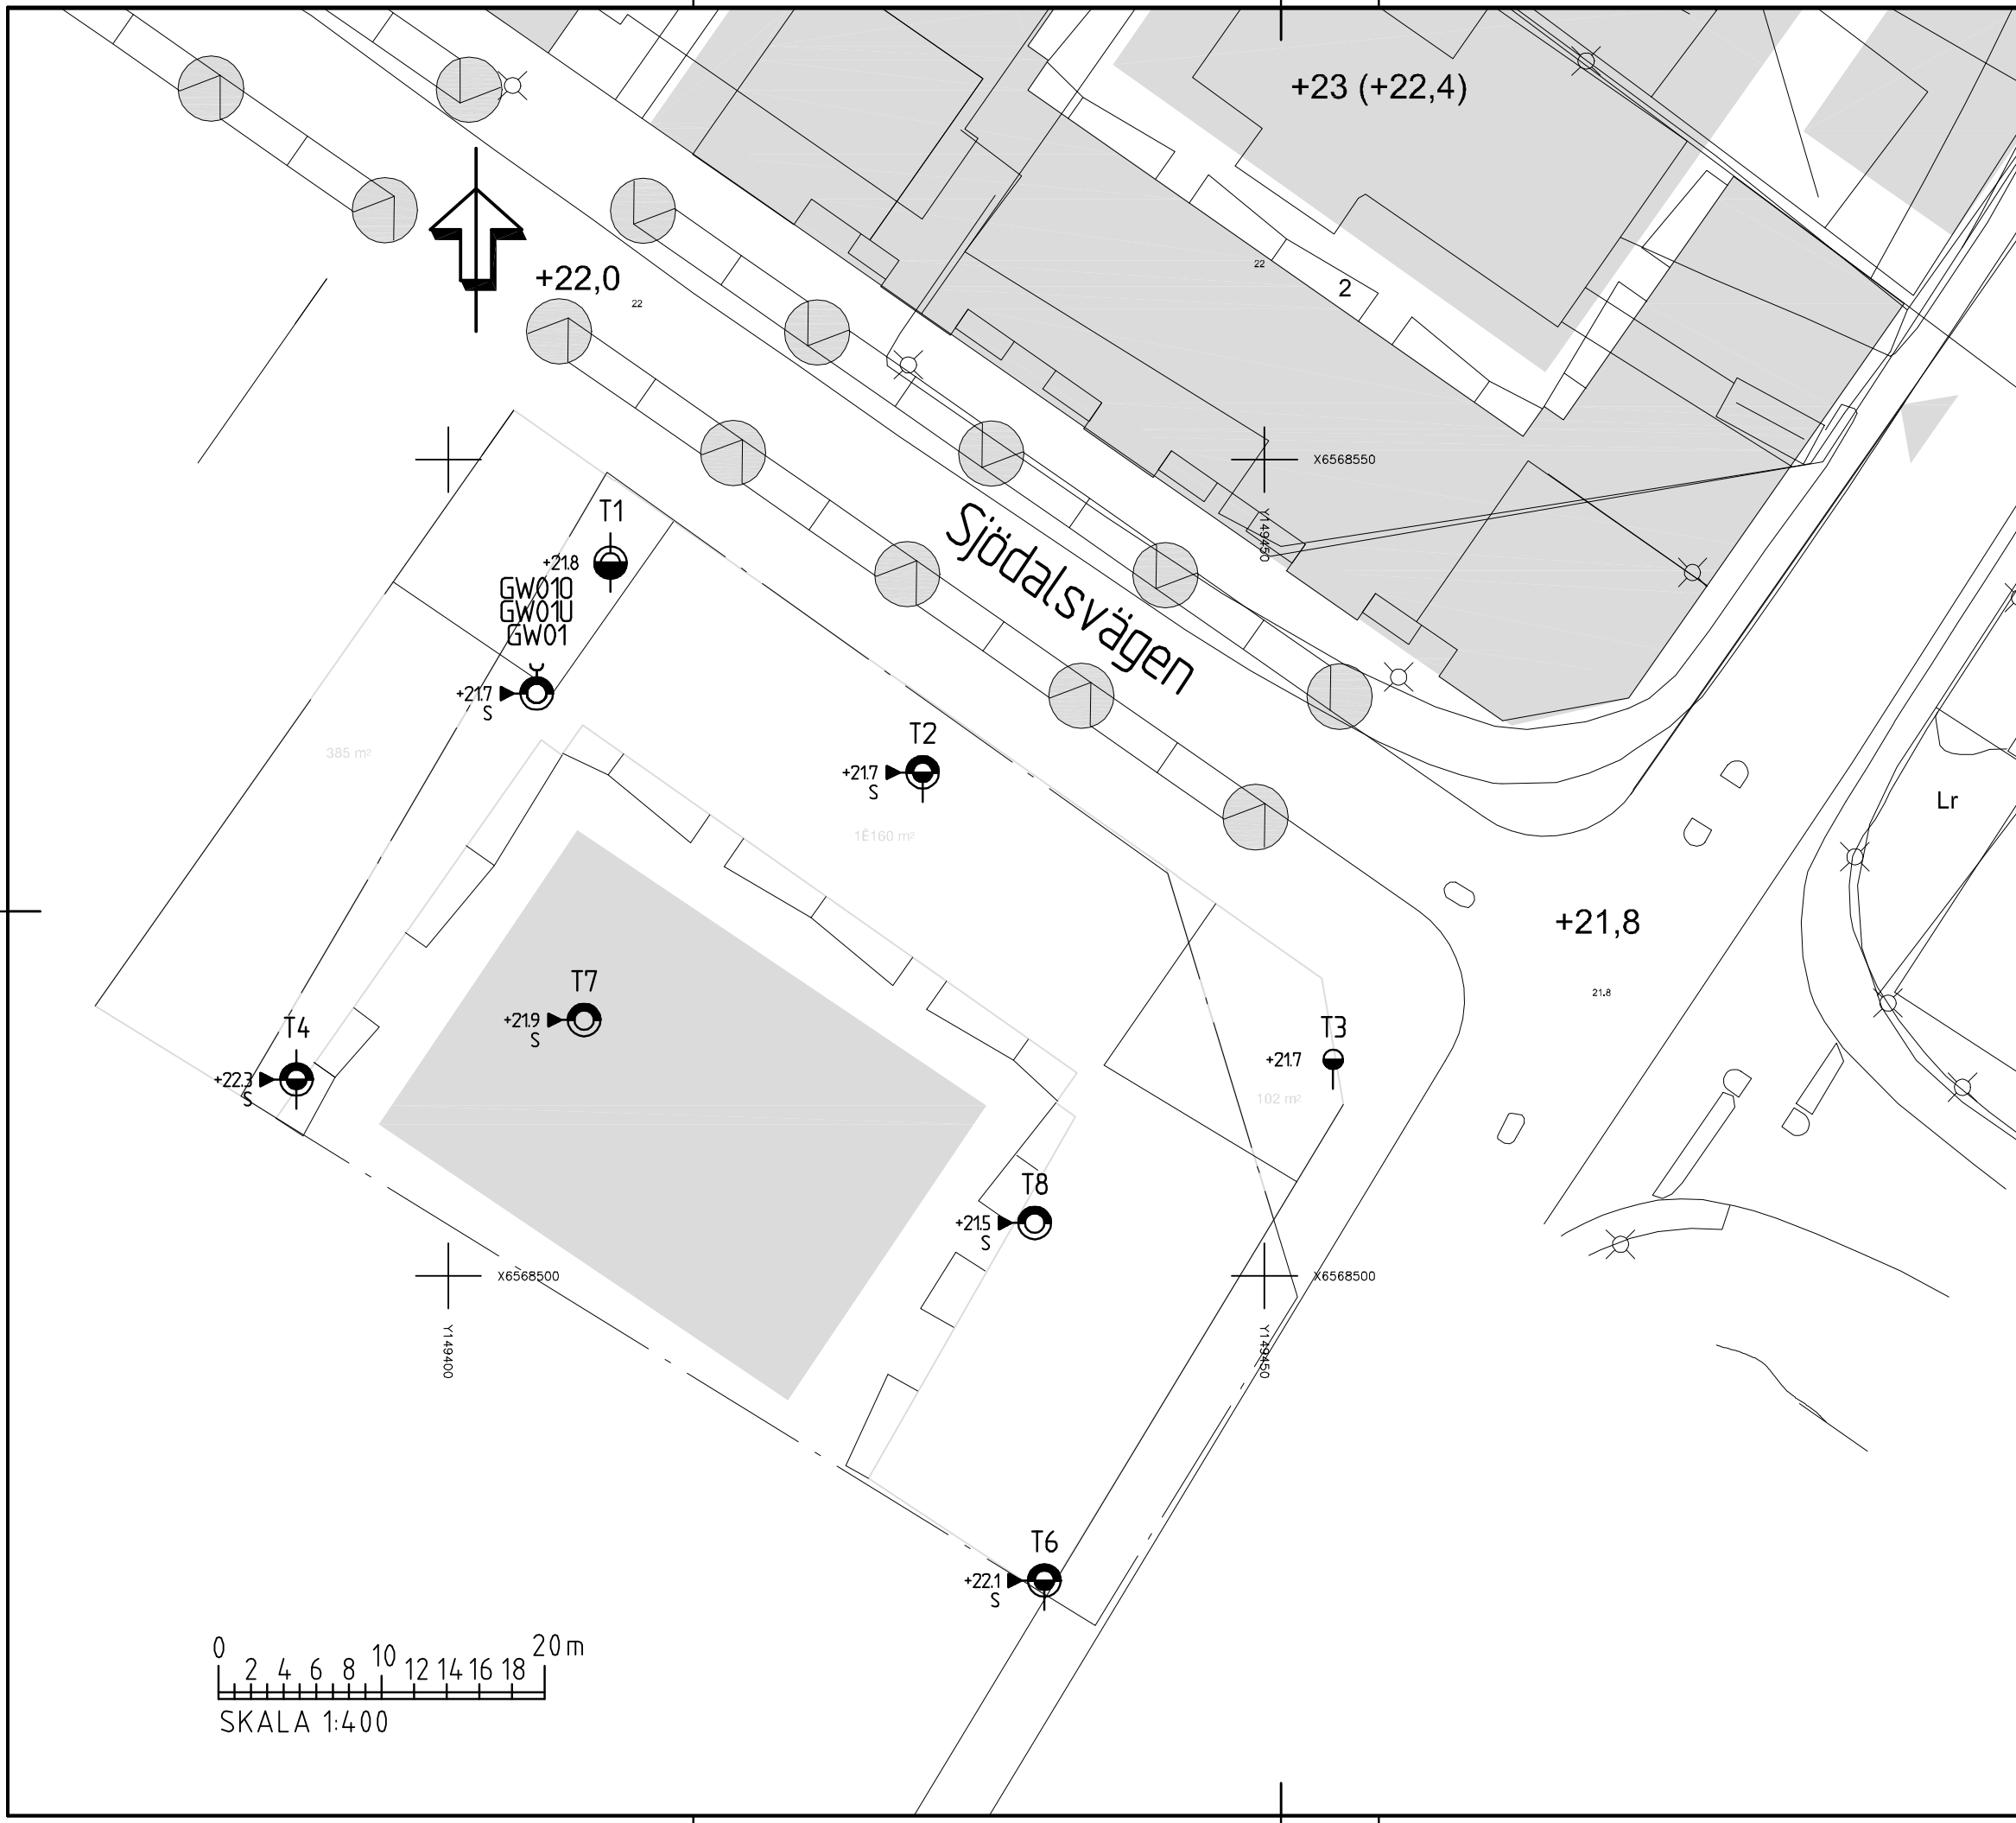 +23 (+22,4)
+22,0
22
22
2
X6568550
Y149450
T1
+21.8
GW01O
GW01U
GW01
+21.7
S
Sjödalsvägen
385 m²
T2
+21.7
S
1È160 m²
Lr
+21,8
21.8
T7
+21.9
S
T4
+22.3
S
T3
+21.7
102 m²
T8
+21.5
S
X6568500
X6568500
Y149400
Y149450
T6
+22.1
S
0 2 4 6 8 10 12 14 16 18 20 m
SKALA 1:400